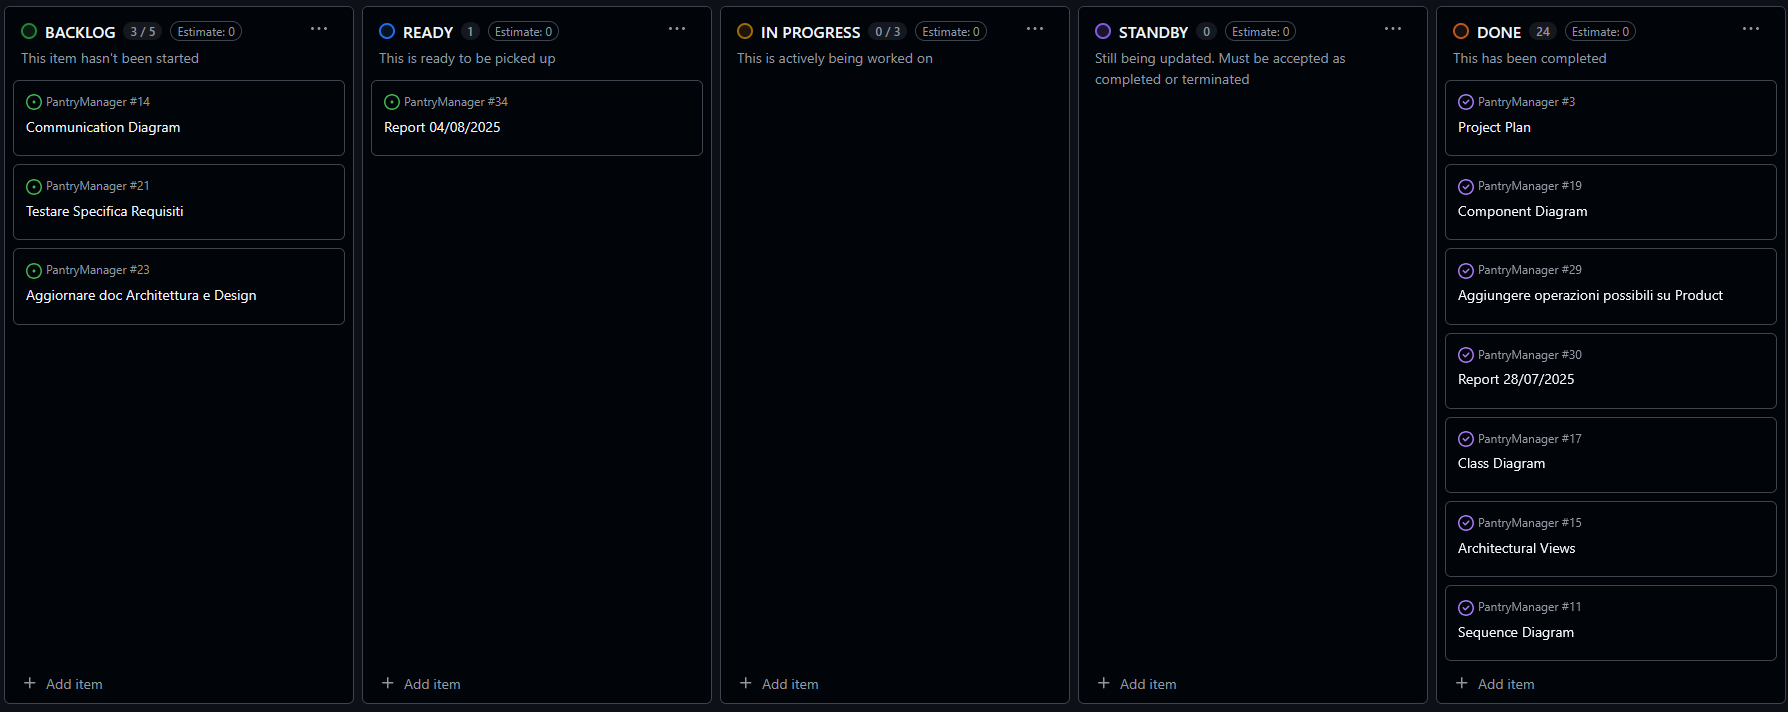 BACKLOG 3 / 5 Estimate: 0
This item hasn't been started
PantryManager #14
Communication Diagram
PantryManager #21
Testare Specifica Requisiti
PantryManager #23
Aggiornare doc Architettura e Design
+ Add item
READY 1 Estimate: 0
This is ready to be picked up
PantryManager #34
Report 04/08/2025
+ Add item
IN PROGRESS 0 / 3 Estimate: 0
This is actively being worked on
+ Add item
STANDBY 0 Estimate: 0
Still being updated. Must be accepted as
completed or terminated
+ Add item
DONE 24 Estimate: 0
This has been completed
PantryManager #3
Project Plan
PantryManager #19
Component Diagram
PantryManager #29
Aggiungere operazioni possibili su Product
PantryManager #30
Report 28/07/2025
PantryManager #17
Class Diagram
PantryManager #15
Architectural Views
PantryManager #11
Sequence Diagram
+ Add item